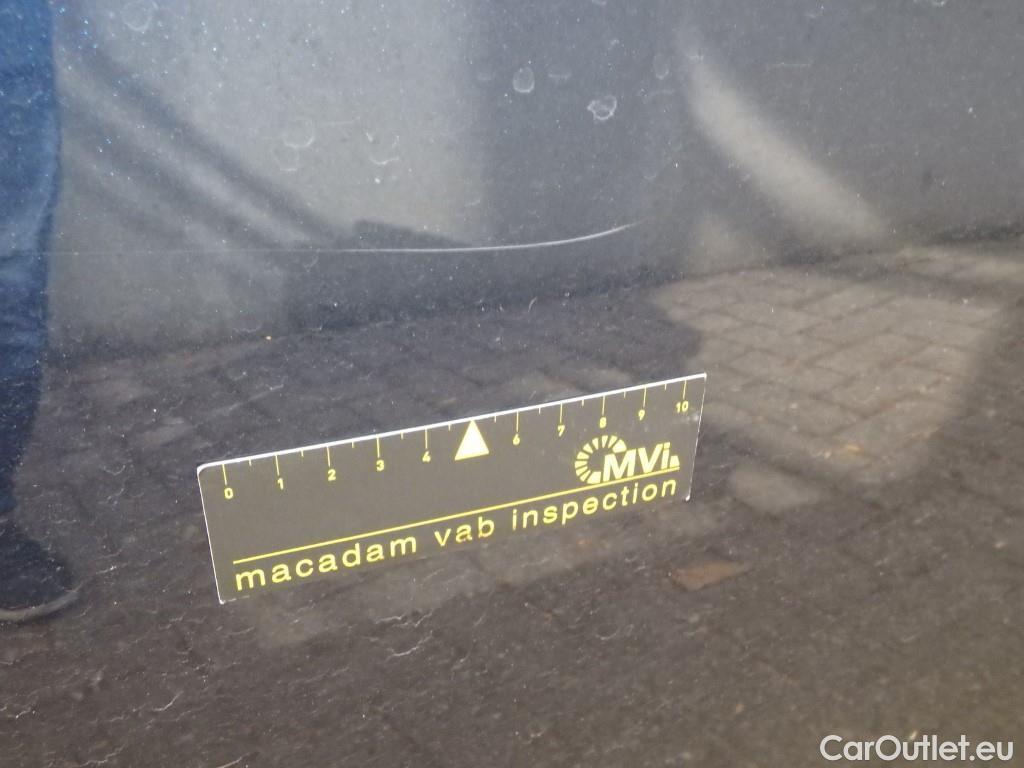 0 1 2 3 4 6 7 8 9 10
MVi
macadam vab inspection
CarOutlet.eu